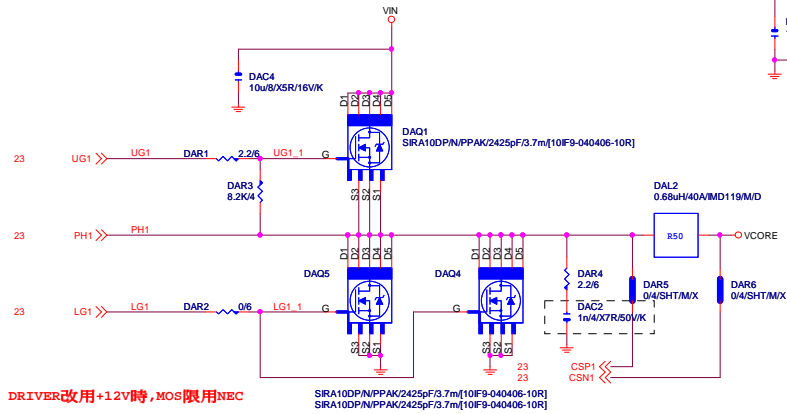 VIN
DAC4
10u/8/X5R/16V/K
D1 D2 D3 D4 D5
DAQ1
SIRA10DP/N/PPAK/2425pF/3.7m/[10IF9-040406-10R]
23 UG1 UG1 DAR1 2.2/6 UG1_1 G
S3 S2 S1
DAR3
8.2K/4
DAL2
0.68uH/40A/IMD119/M/D
23 PH1 PH1 R50 VCORE
D1 D2 D3 D4 D5 D1 D2 D3 D4 D5
DAQ5 DAQ4
DAR4
2.2/6
DAR5
0/4/SHT/M/X
DAR6
0/4/SHT/M/X
23 LG1 LG1 DAR2 0/6 LG1_1 G G
DAC2
1n/4/X7R/50V/K
S3 S2 S1 S3 S2 S1
23 CSP1
23 CSN1
DRIVER改用+12V時,MOS限用NEC
SIRA10DP/N/PPAK/2425pF/3.7m/[10IF9-040406-10R]
SIRA10DP/N/PPAK/2425pF/3.7m/[10IF9-040406-10R]